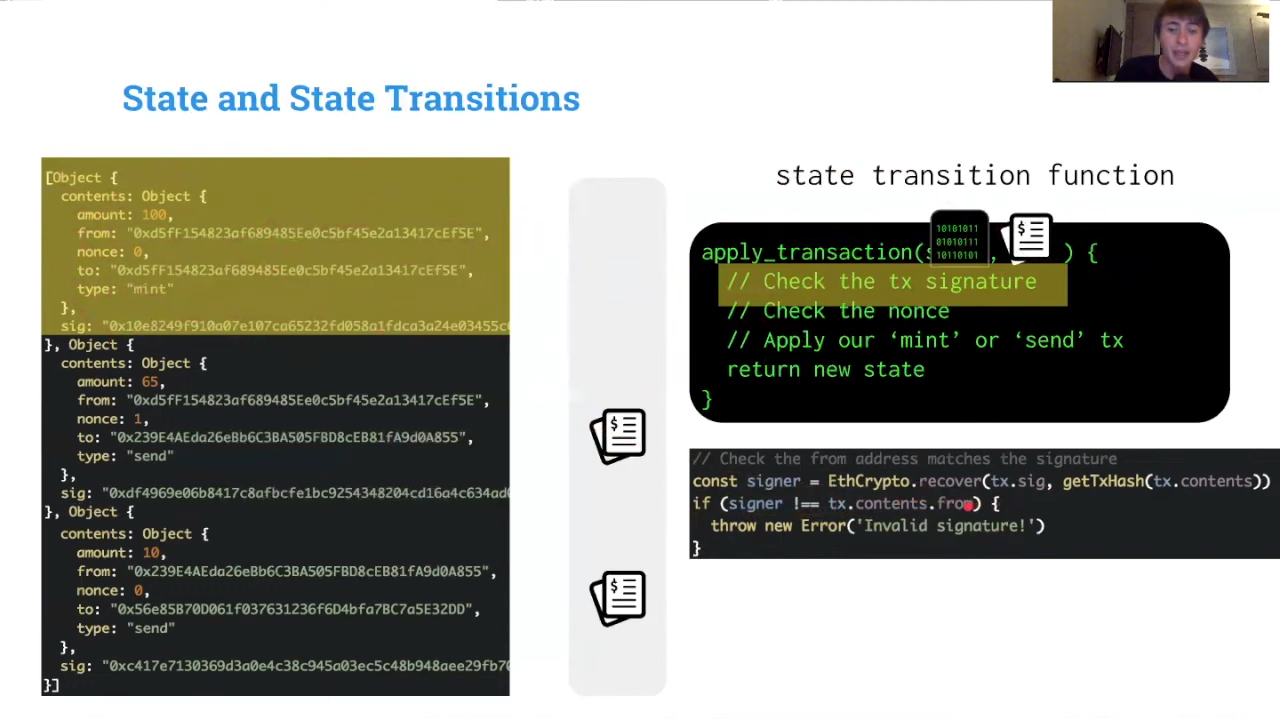 State and State Transitions
[Object {
contents: Object {
amount: 100,
from: "0xd5fF154823af689485Ee0c5bf45e2a13417cEf5E",
nonce: 0,
to: "0xd5fF154823af689485Ee0c5bf45e2a13417cEf5E",
type: "mint"
},
sig: "0x10e8249f910a07e107ca65232fd058a1fdca3a24e03455c
}, Object {
contents: Object {
amount: 65,
from: "0xd5fF154823af689485Ee0c5bf45e2a13417cEf5E",
nonce: 1,
to: "0x239E4AEda26eBb6C3BA505FBD8cEB81fA9d0A855",
type: "send"
},
sig: "0xdf4969e06b8417c8afbcfe1bc9254348204cd16a4c634ad
}, Object {
contents: Object {
amount: 10,
from: "0x239E4AEda26eBb6C3BA505FBD8cEB81fA9d0A855",
nonce: 0,
to: "0x56e85B70D061f037631236f6D4bfa7BC7a5E32DD",
type: "send"
},
sig: "0xc417e7130369d3a0e4c38c945a03ec5c48b948aee29fb7
}]
state transition function
10101011
01010111
10110101
$
apply_transaction( , ) {
// Check the tx signature
// Check the nonce
// Apply our ‘mint’ or ‘send’ tx
return new state
}
$
$
// Check the from address matches the signature
const signer = EthCrypto.recover(tx.sig, getTxHash(tx.contents))
if (signer !== tx.contents.from) {
throw new Error('Invalid signature!')
}